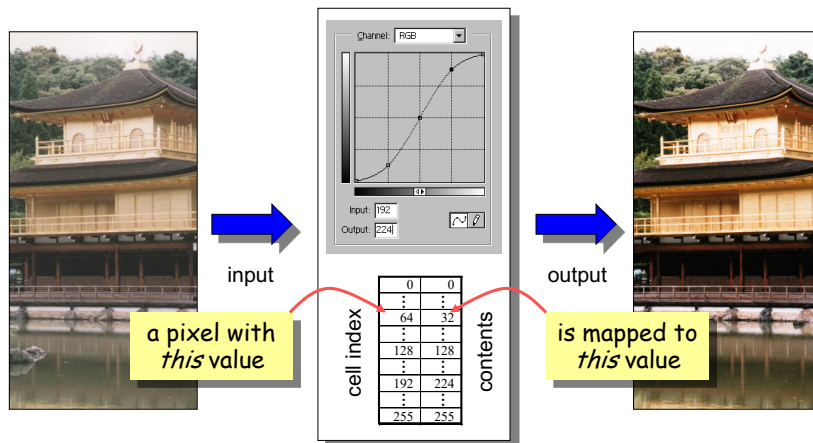 Channel: RGB
Input: 192
Output: 224
input
output
cell index
contents
0 0
64 32
128 128
192 224
255 255
a pixel with
this value
is mapped to
this value